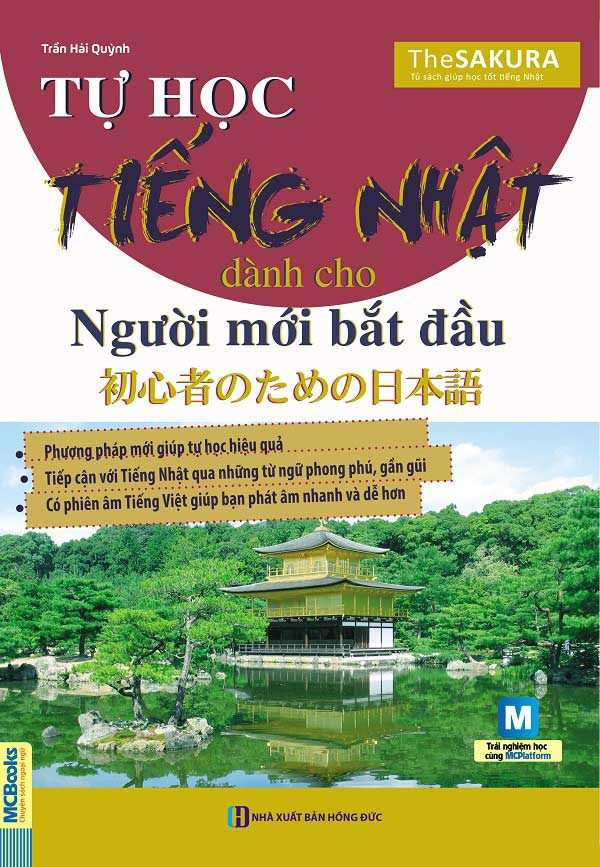 Trần Hải Quỳnh
TheSAKURA
Tủ sách giúp học tốt tiếng Nhật
TỰ HỌC
TIẾNG NHẬT
dành cho
Người mới bắt đầu
初心者のための日本語
Phương pháp mới giúp tự học hiệu quả
Tiếp cận với Tiếng Nhật qua những từ ngữ phong phú, gần gũi
Có phiên âm Tiếng Việt giúp bạn phát âm nhanh và dễ hơn
M
Trải nghiệm học
cùng MCPlatform
MCBooks
Chuyên sách ngoại ngữ
NHÀ XUẤT BẢN HỒNG ĐỨC